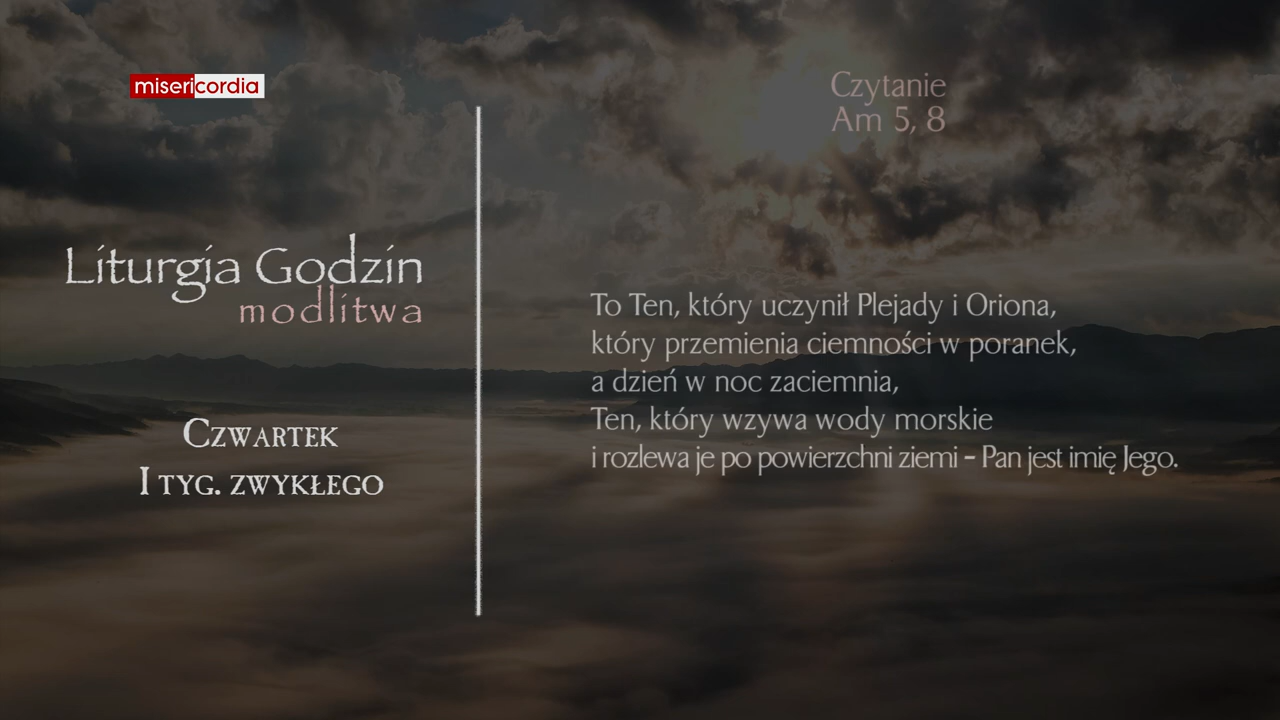 misericordia
Liturgia Godzin
modlitwa
Czwartek
I tyg. zwykłego
Czytanie
Am 5, 8
To Ten, który uczynił Plejady i Oriona,
który przemienia ciemności w poranek,
a dzień w noc zaciemnia,
Ten, który wzywa wody morskie
i rozlewa je po powierzchni ziemi – Pan jest imię Jego.